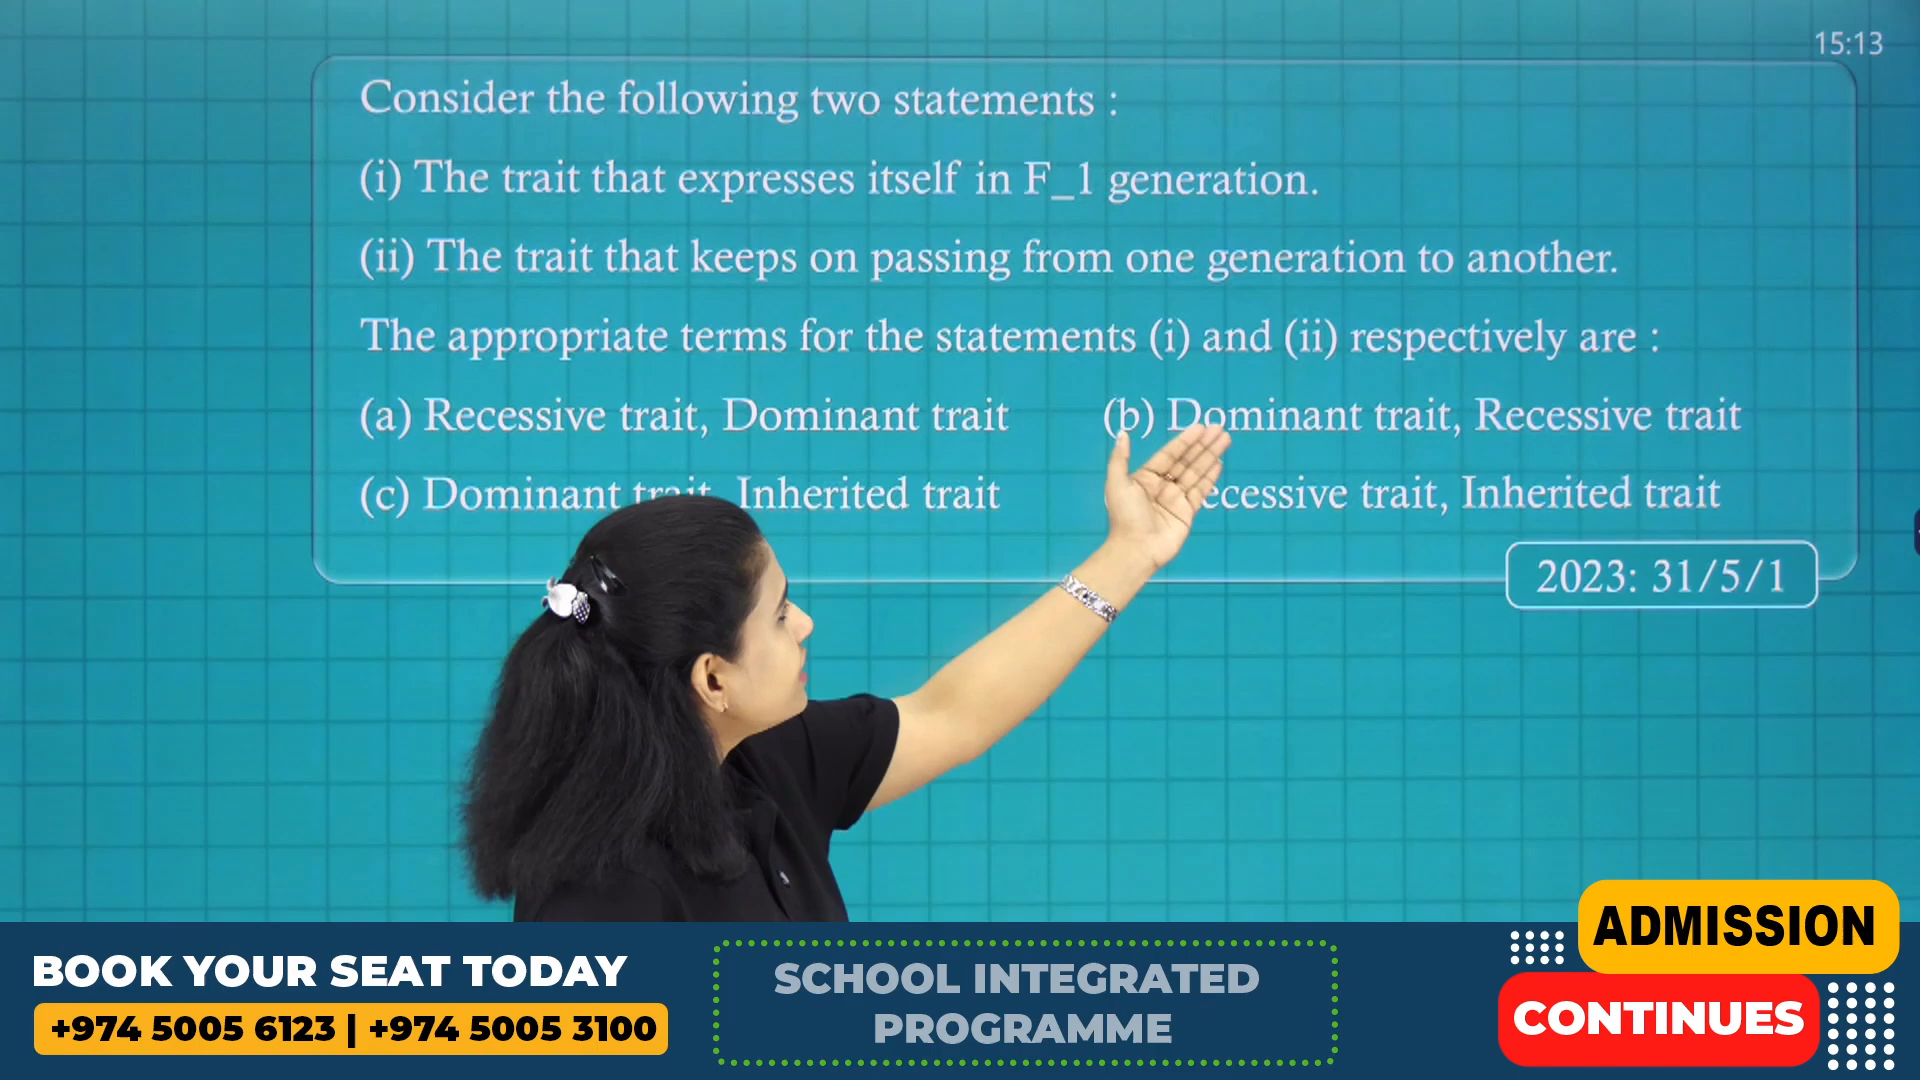 15:13
Consider the following two statements :
(i) The trait that expresses itself in F_1 generation.
(ii) The trait that keeps on passing from one generation to another.
The appropriate terms for the statements (i) and (ii) respectively are :
(a) Recessive trait, Dominant trait (b) Dominant trait, Recessive trait
(c) Dominant trait, Inherited trait trait, Inherited trait
2023: 31/5/1
BOOK YOUR SEAT TODAY
+974 5005 6123 | +974 5005 3100
SCHOOL INTEGRATED
PROGRAMME
ADMISSION
CONTINUES